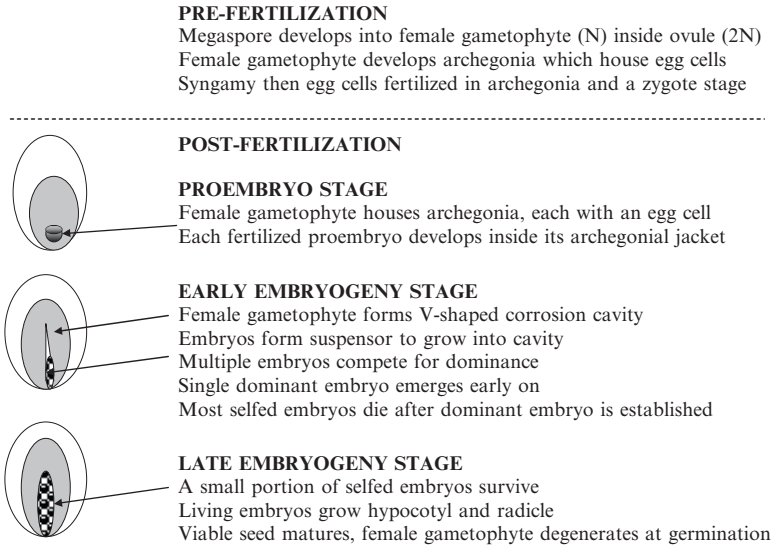 PRE-FERTILIZATION
Megaspore develops into female gametophyte (N) inside ovule (2N)
Female gametophyte develops archegonia which house egg cells
Syngamy then egg cells fertilized in archegonia and a zygote stage
POST-FERTILIZATION
PROEMBRYO STAGE
Female gametophyte houses archegonia, each with an egg cell
Each fertilized proembryo develops inside its archegonial jacket
EARLY EMBRYOGENY STAGE
Female gametophyte forms V-shaped corrosion cavity
Embryos form suspensor to grow into cavity
Multiple embryos compete for dominance
Single dominant embryo emerges early on
Most selfed embryos die after dominant embryo is established
LATE EMBRYOGENY STAGE
A small portion of selfed embryos survive
Living embryos grow hypocotyl and radicle
Viable seed matures, female gametophyte degenerates at germination